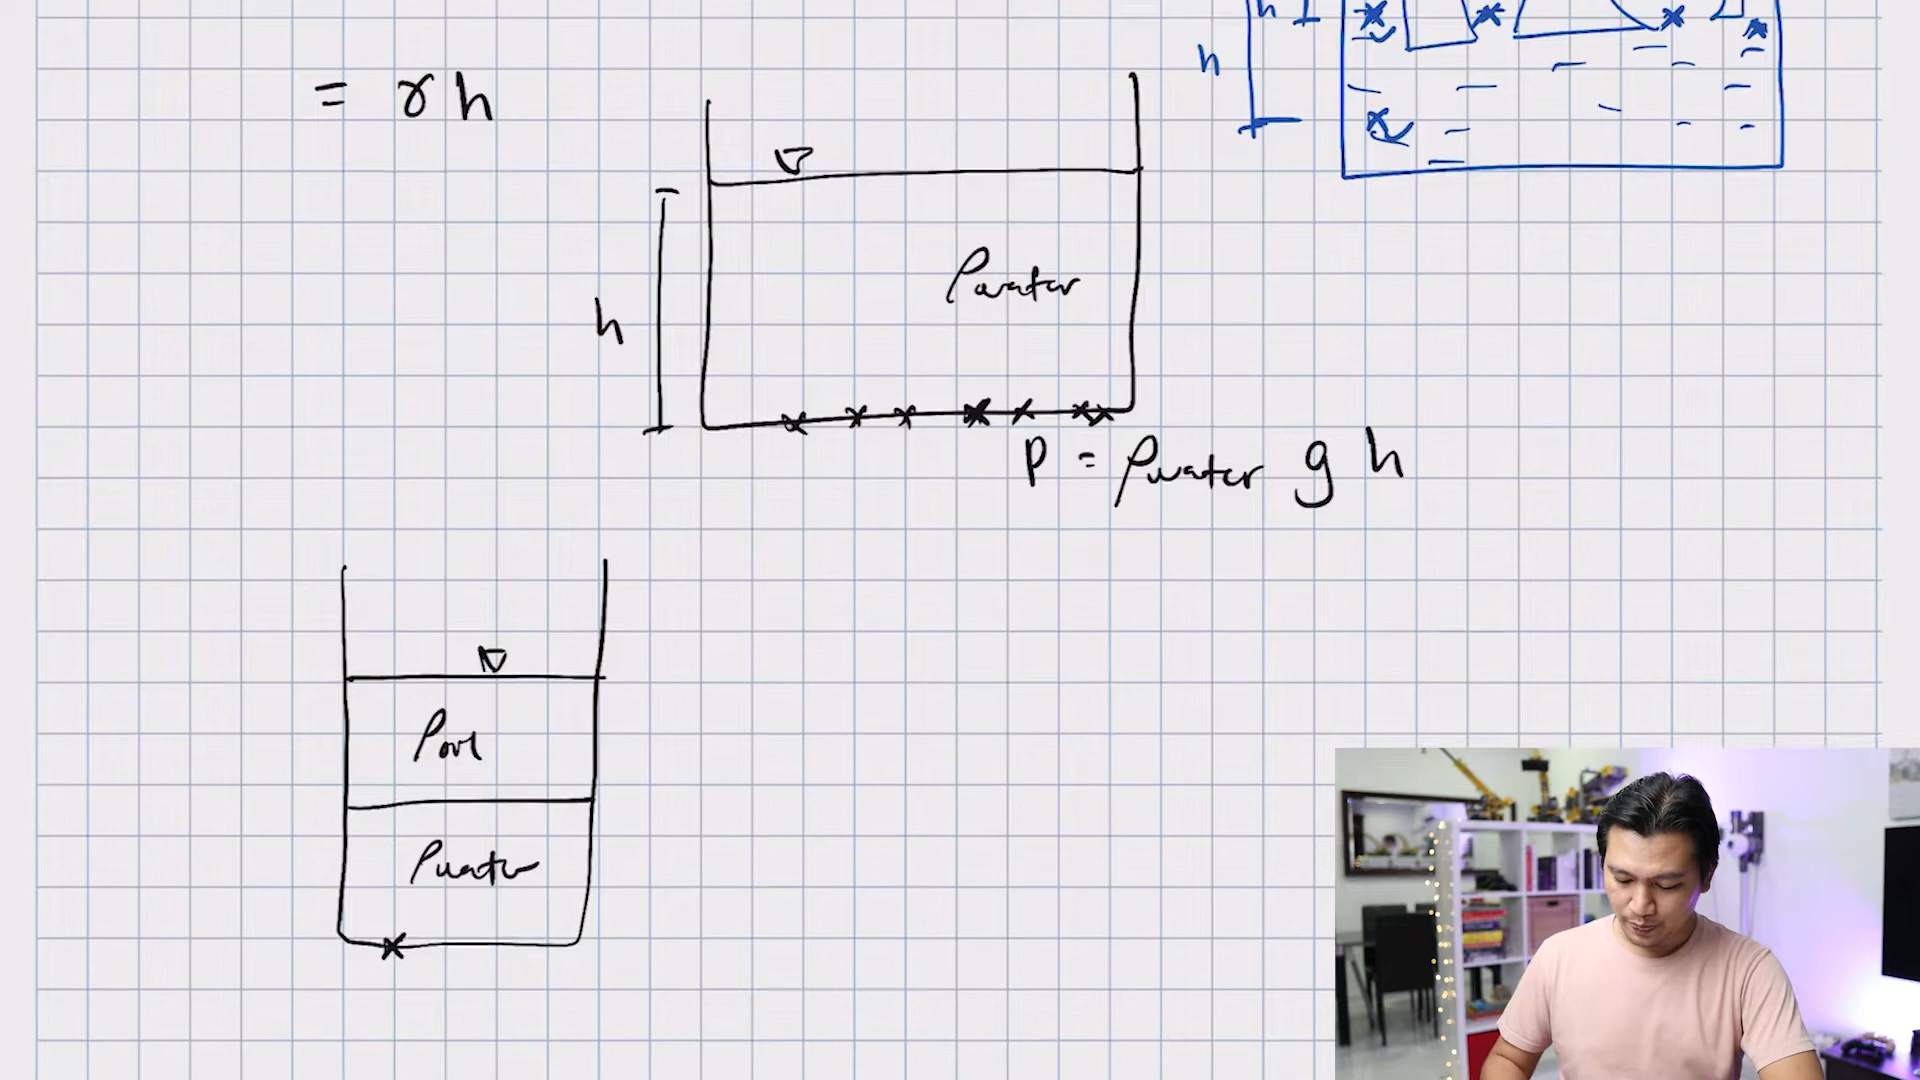 h
h
= γh
ρwater
h
P = ρwater g h
ρoil
ρwater